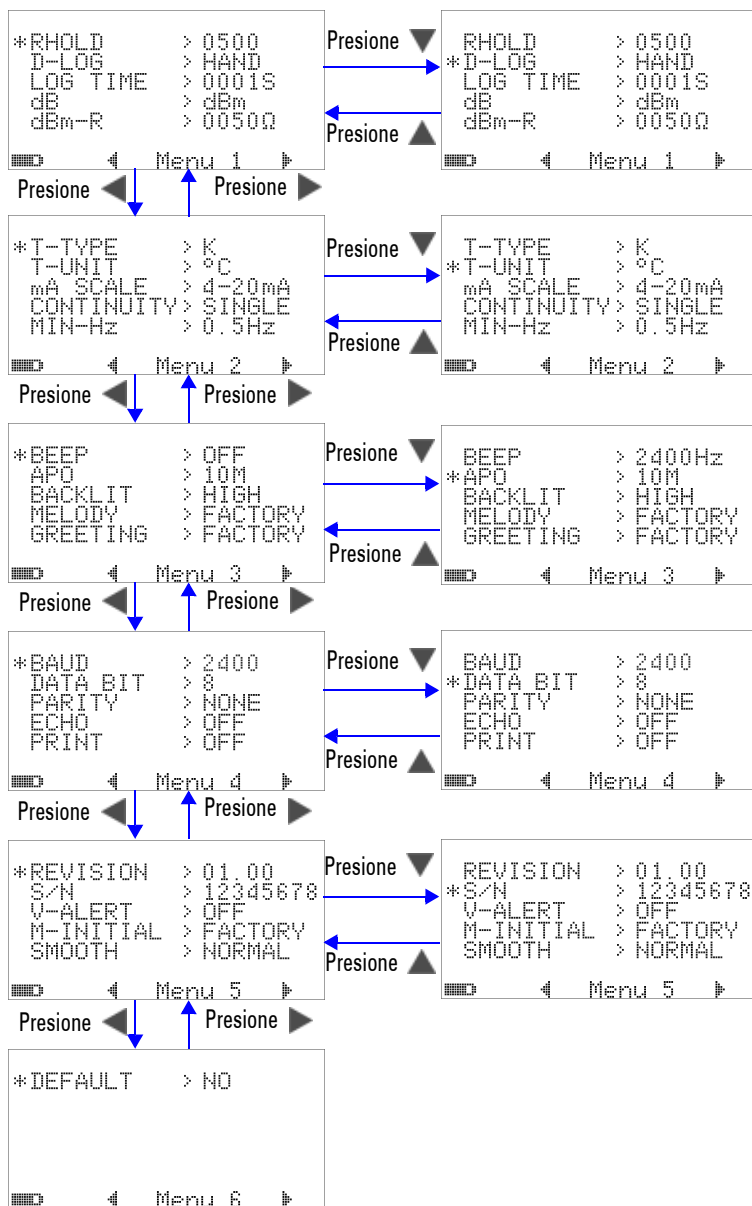 *RHOLD > 0500
D-LOG > HAND
LOG TIME > 0001S
dB > dBm
dBm-R > 0050Ω
Menu 1
Presione
Presione
RHOLD > 0500
*D-LOG > HAND
LOG TIME > 0001S
dB > dBm
dBm-R > 0050Ω
Menu 1
Presione
Presione
*T-TYPE > K
T-UNIT > °C
mA SCALE > 4-20mA
CONTINUITY > SINGLE
MIN-Hz > 0.5Hz
Menu 2
Presione
Presione
T-TYPE > K
*T-UNIT > °C
mA SCALE > 4-20mA
CONTINUITY > SINGLE
MIN-Hz > 0.5Hz
Menu 2
Presione
Presione
*BEEP > OFF
APO > 10M
BACKLIT > HIGH
MELODY > FACTORY
GREETING > FACTORY
Menu 3
Presione
Presione
BEEP > 2400Hz
*APO > 10M
BACKLIT > HIGH
MELODY > FACTORY
GREETING > FACTORY
Menu 3
Presione
Presione
*BAUD > 2400
DATA BIT > 8
PARITY > NONE
ECHO > OFF
PRINT > OFF
Menu 4
Presione
Presione
BAUD > 2400
*DATA BIT > 8
PARITY > NONE
ECHO > OFF
PRINT > OFF
Menu 4
Presione
Presione
*REVISION > 01.00
S/N > 12345678
V-ALERT > OFF
M-INITIAL > FACTORY
SMOOTH > NORMAL
Menu 5
Presione
Presione
REVISION > 01.00
*S/N > 12345678
V-ALERT > OFF
M-INITIAL > FACTORY
SMOOTH > NORMAL
Menu 5
Presione
Presione
*DEFAULT > NO
Menu 6